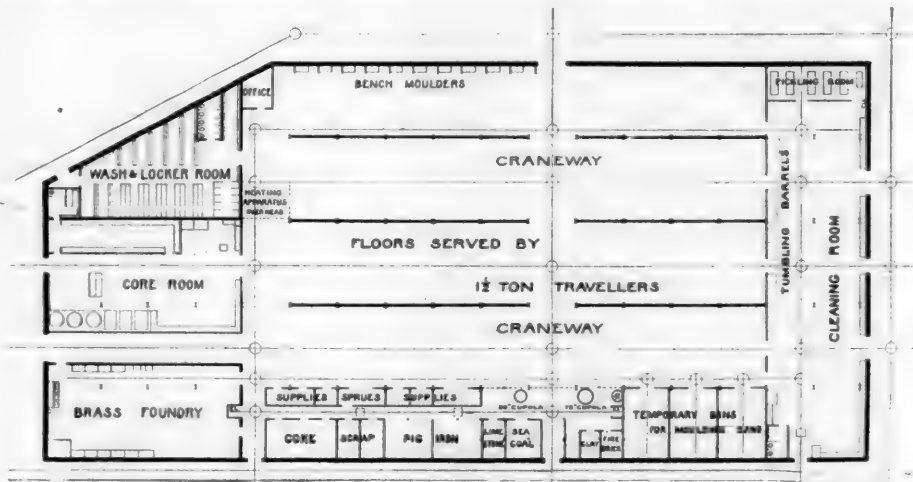 OFFICE
BENCH MOULDERS
PICKLING ROOM
CRANEWAY
WASH & LOCKER ROOM
HEATING
APPARATUS
OVERHEAD
TUMBLING BARRELS
CLEANING ROOM
FLOORS SERVED BY
CORE ROOM
1½ TON TRAVELLERS
CRANEWAY
SUPPLIES
SPRUES
SUPPLIES
CUPOLA
CUPOLA
BRASS FOUNDRY
TEMPORARY BINS
FOR MOULDING SAND
COKE
SCRAP
PIG IRON
LIME
STONE
SEA
COAL
CLAY
FIRE
BRICK